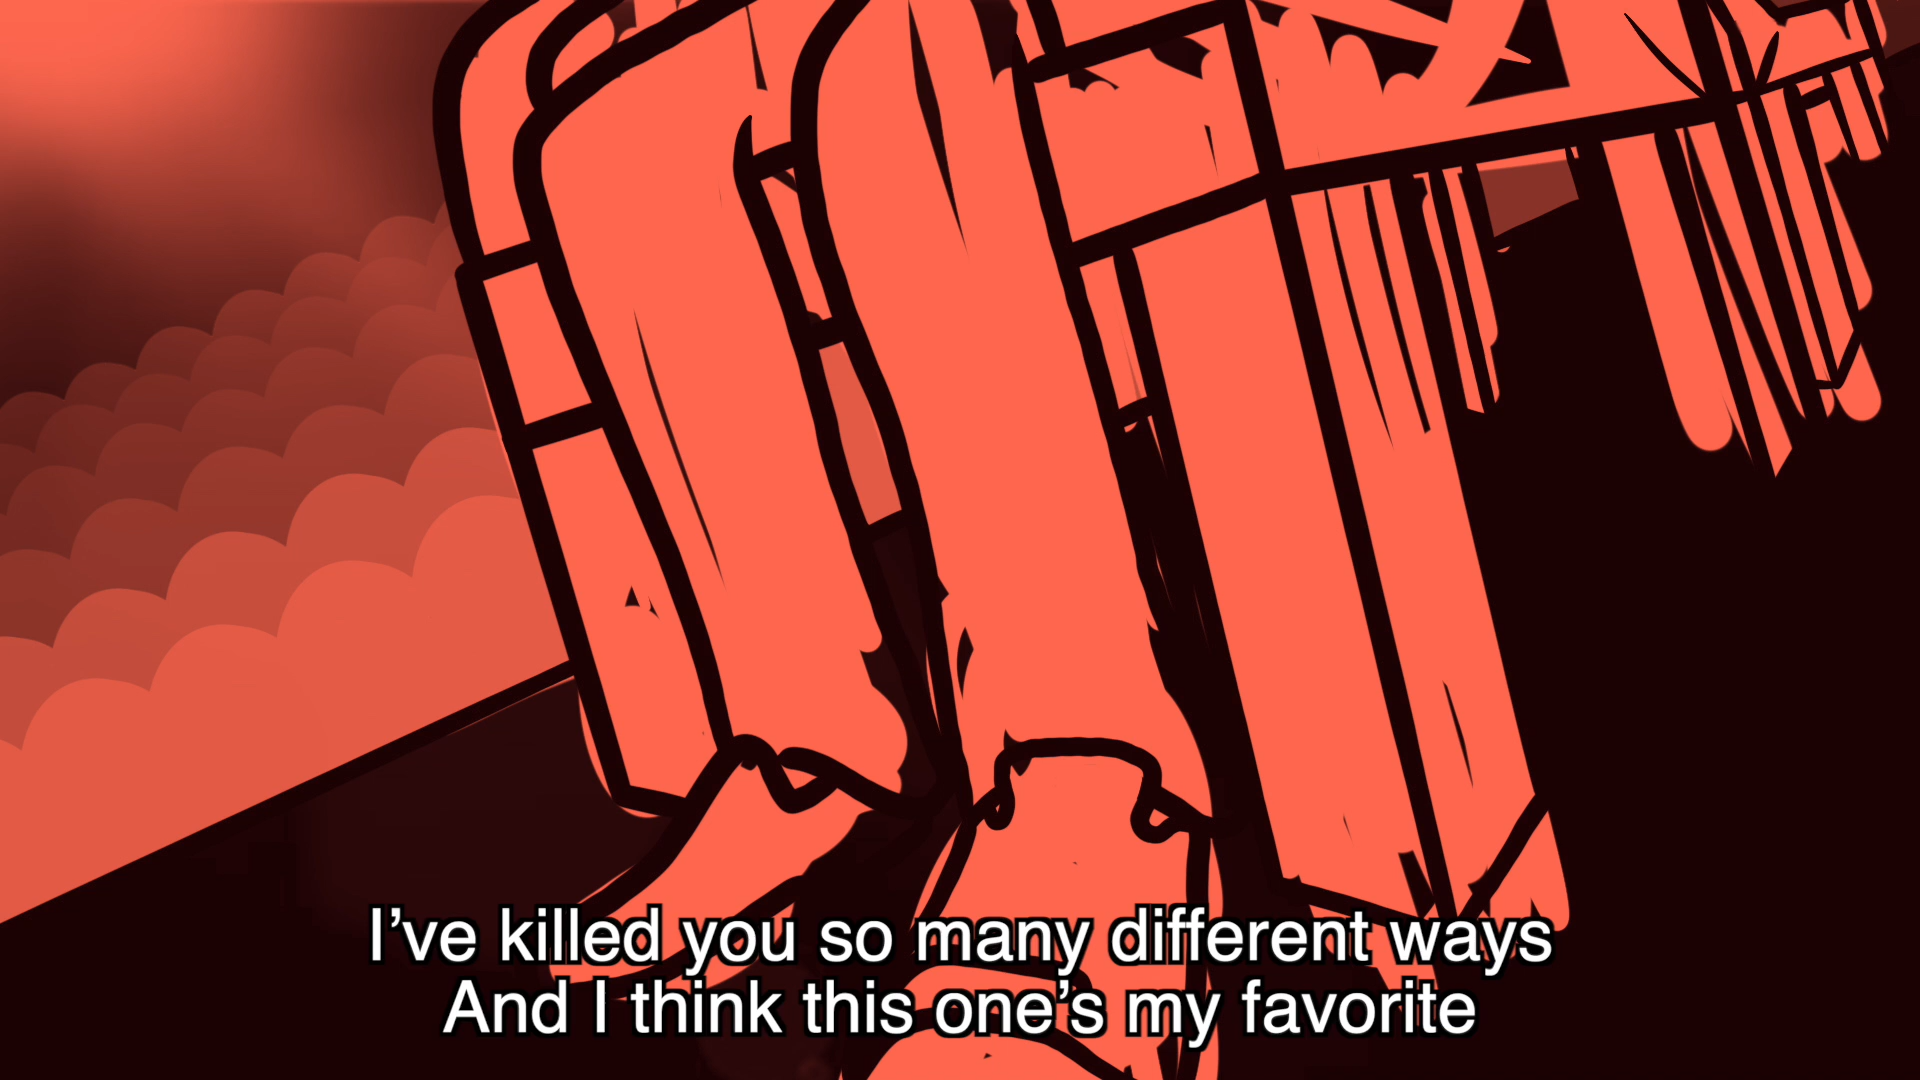 I’ve killed you so many different ways
And I think this one’s my favorite